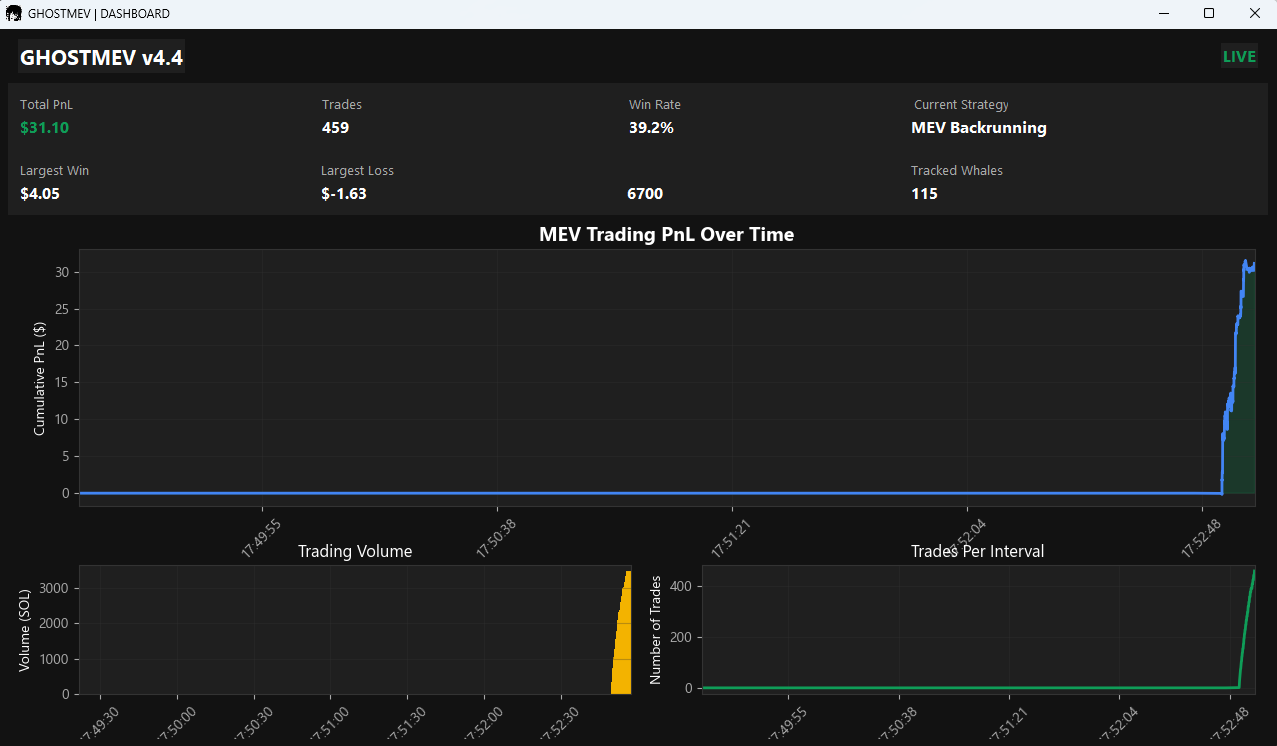 GHOSTMEV | DASHBOARD
GHOSTMEV v4.4
LIVE
Total PnL
Trades
Win Rate
Current Strategy
$31.10
459
39.2%
MEV Backrunning
Largest Win
Largest Loss
Tracked Whales
$4.05
$-1.63
6700
115
MEV Trading PnL Over Time
Cumulative PnL ($)
30
25
20
15
10
5
0
17:49:55
17:50:38
17:51:21
17:52:04
17:52:48
Trading Volume
Volume (SOL)
3000
2000
1000
0
17:49:30
17:50:00
17:50:30
17:51:00
17:51:30
17:52:00
17:52:30
Trades Per Interval
Number of Trades
400
200
0
17:49:55
17:50:38
17:51:21
17:52:04
17:52:48